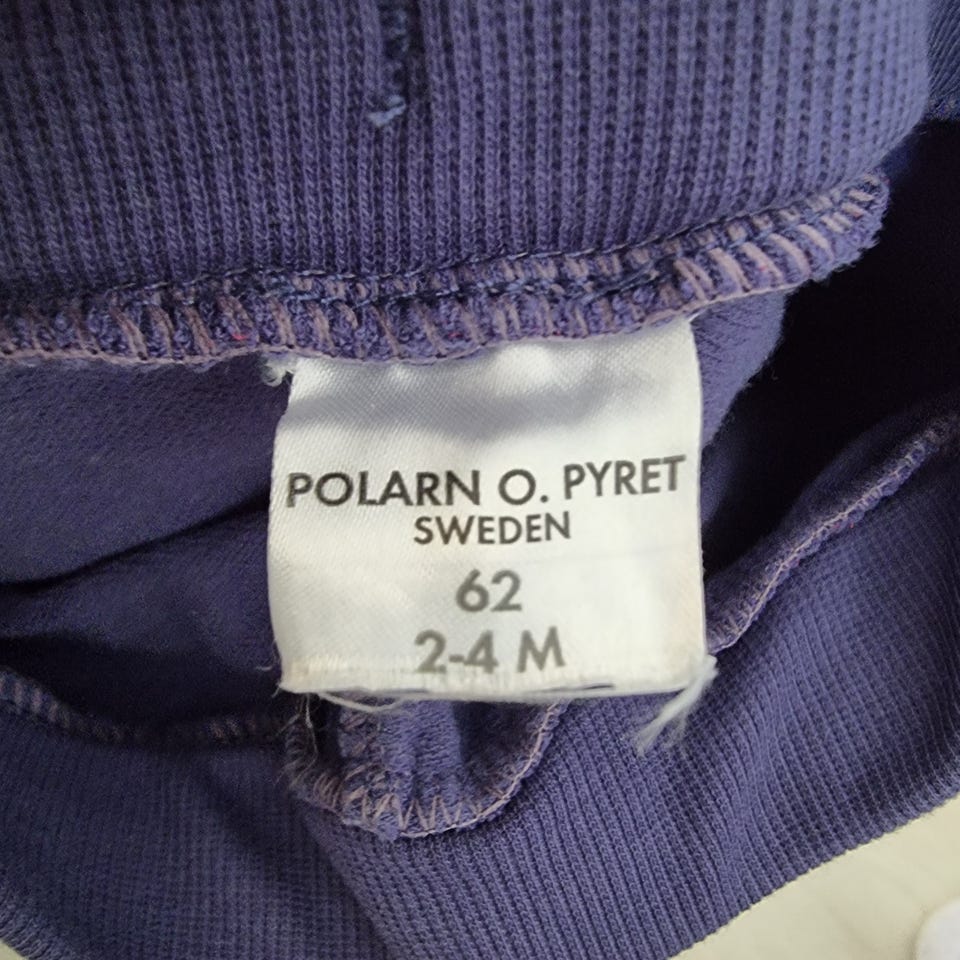 POLARN O. PYRET
SWEDEN
62
2-4 M